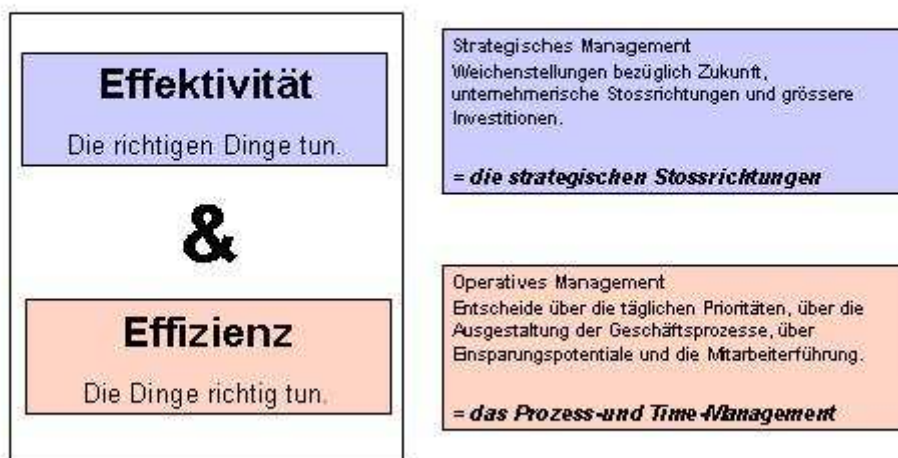 Effektivität
Die richtigen Dinge tun.
&
Effizienz
Die Dinge richtig tun.
Strategisches Management
Weichenstellungen bezüglich Zukunft,
unternehmerische Stossrichtungen und grössere
Investitionen.
= die strategischen Stossrichtungen
Operatives Management
Entscheide über die täglichen Prioritäten, über die
Ausgestaltung der Geschäftsprozesse, über
Einsparungspotentiale und die Mitarbeiterführung.
= das Prozess-und Time-Management